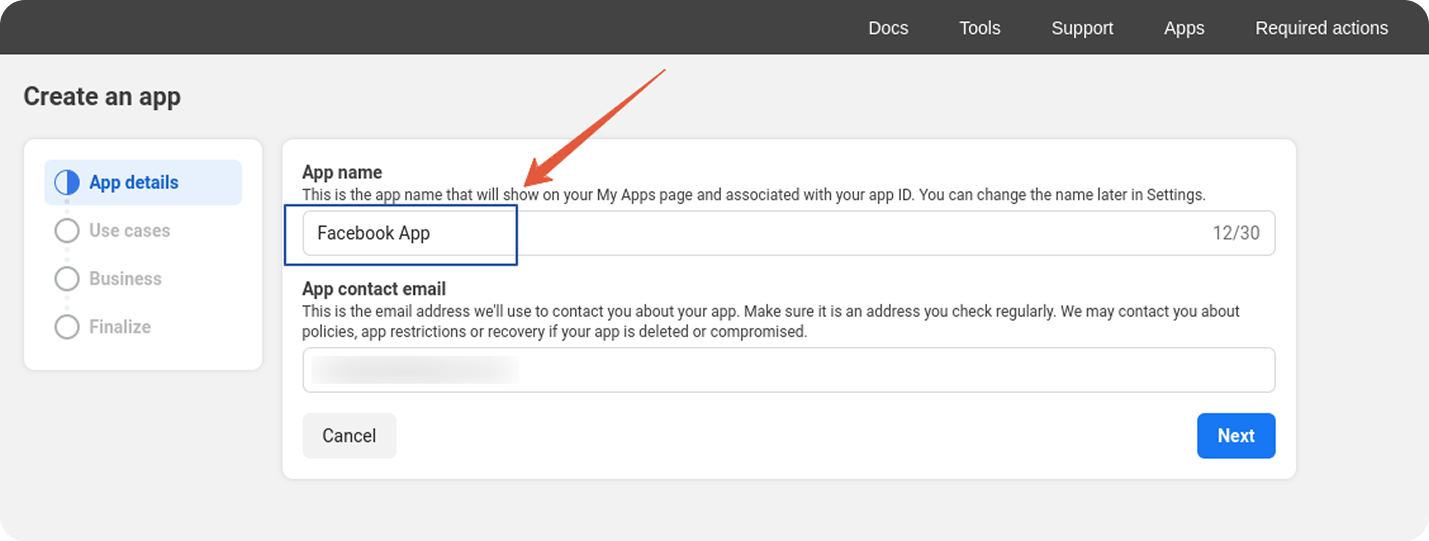 Docs Tools Support Apps Required actions
Create an app
App details
Use cases
Business
Finalize
App name
This is the app name that will show on your My Apps page and associated with your app ID. You can change the name later in Settings.
Facebook App 12/30
App contact email
This is the email address we'll use to contact you about your app. Make sure it is an address you check regularly. We may contact you about
policies, app restrictions or recovery if your app is deleted or compromised.
Cancel Next